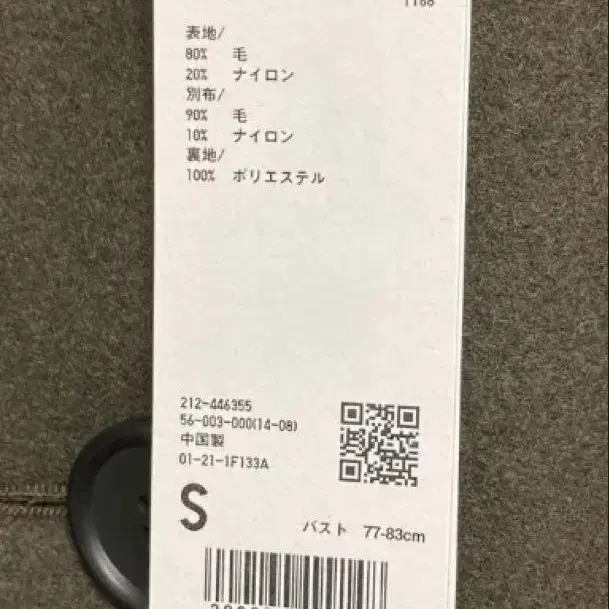 表地/
80% 毛
20% ナイロン
別布/
90% 毛
10% ナイロン
裏地/
100% ポリエステル
212-446355
56-003-000(14-08)
中国製
01-21-1F133A
S
バスト 77-83cm